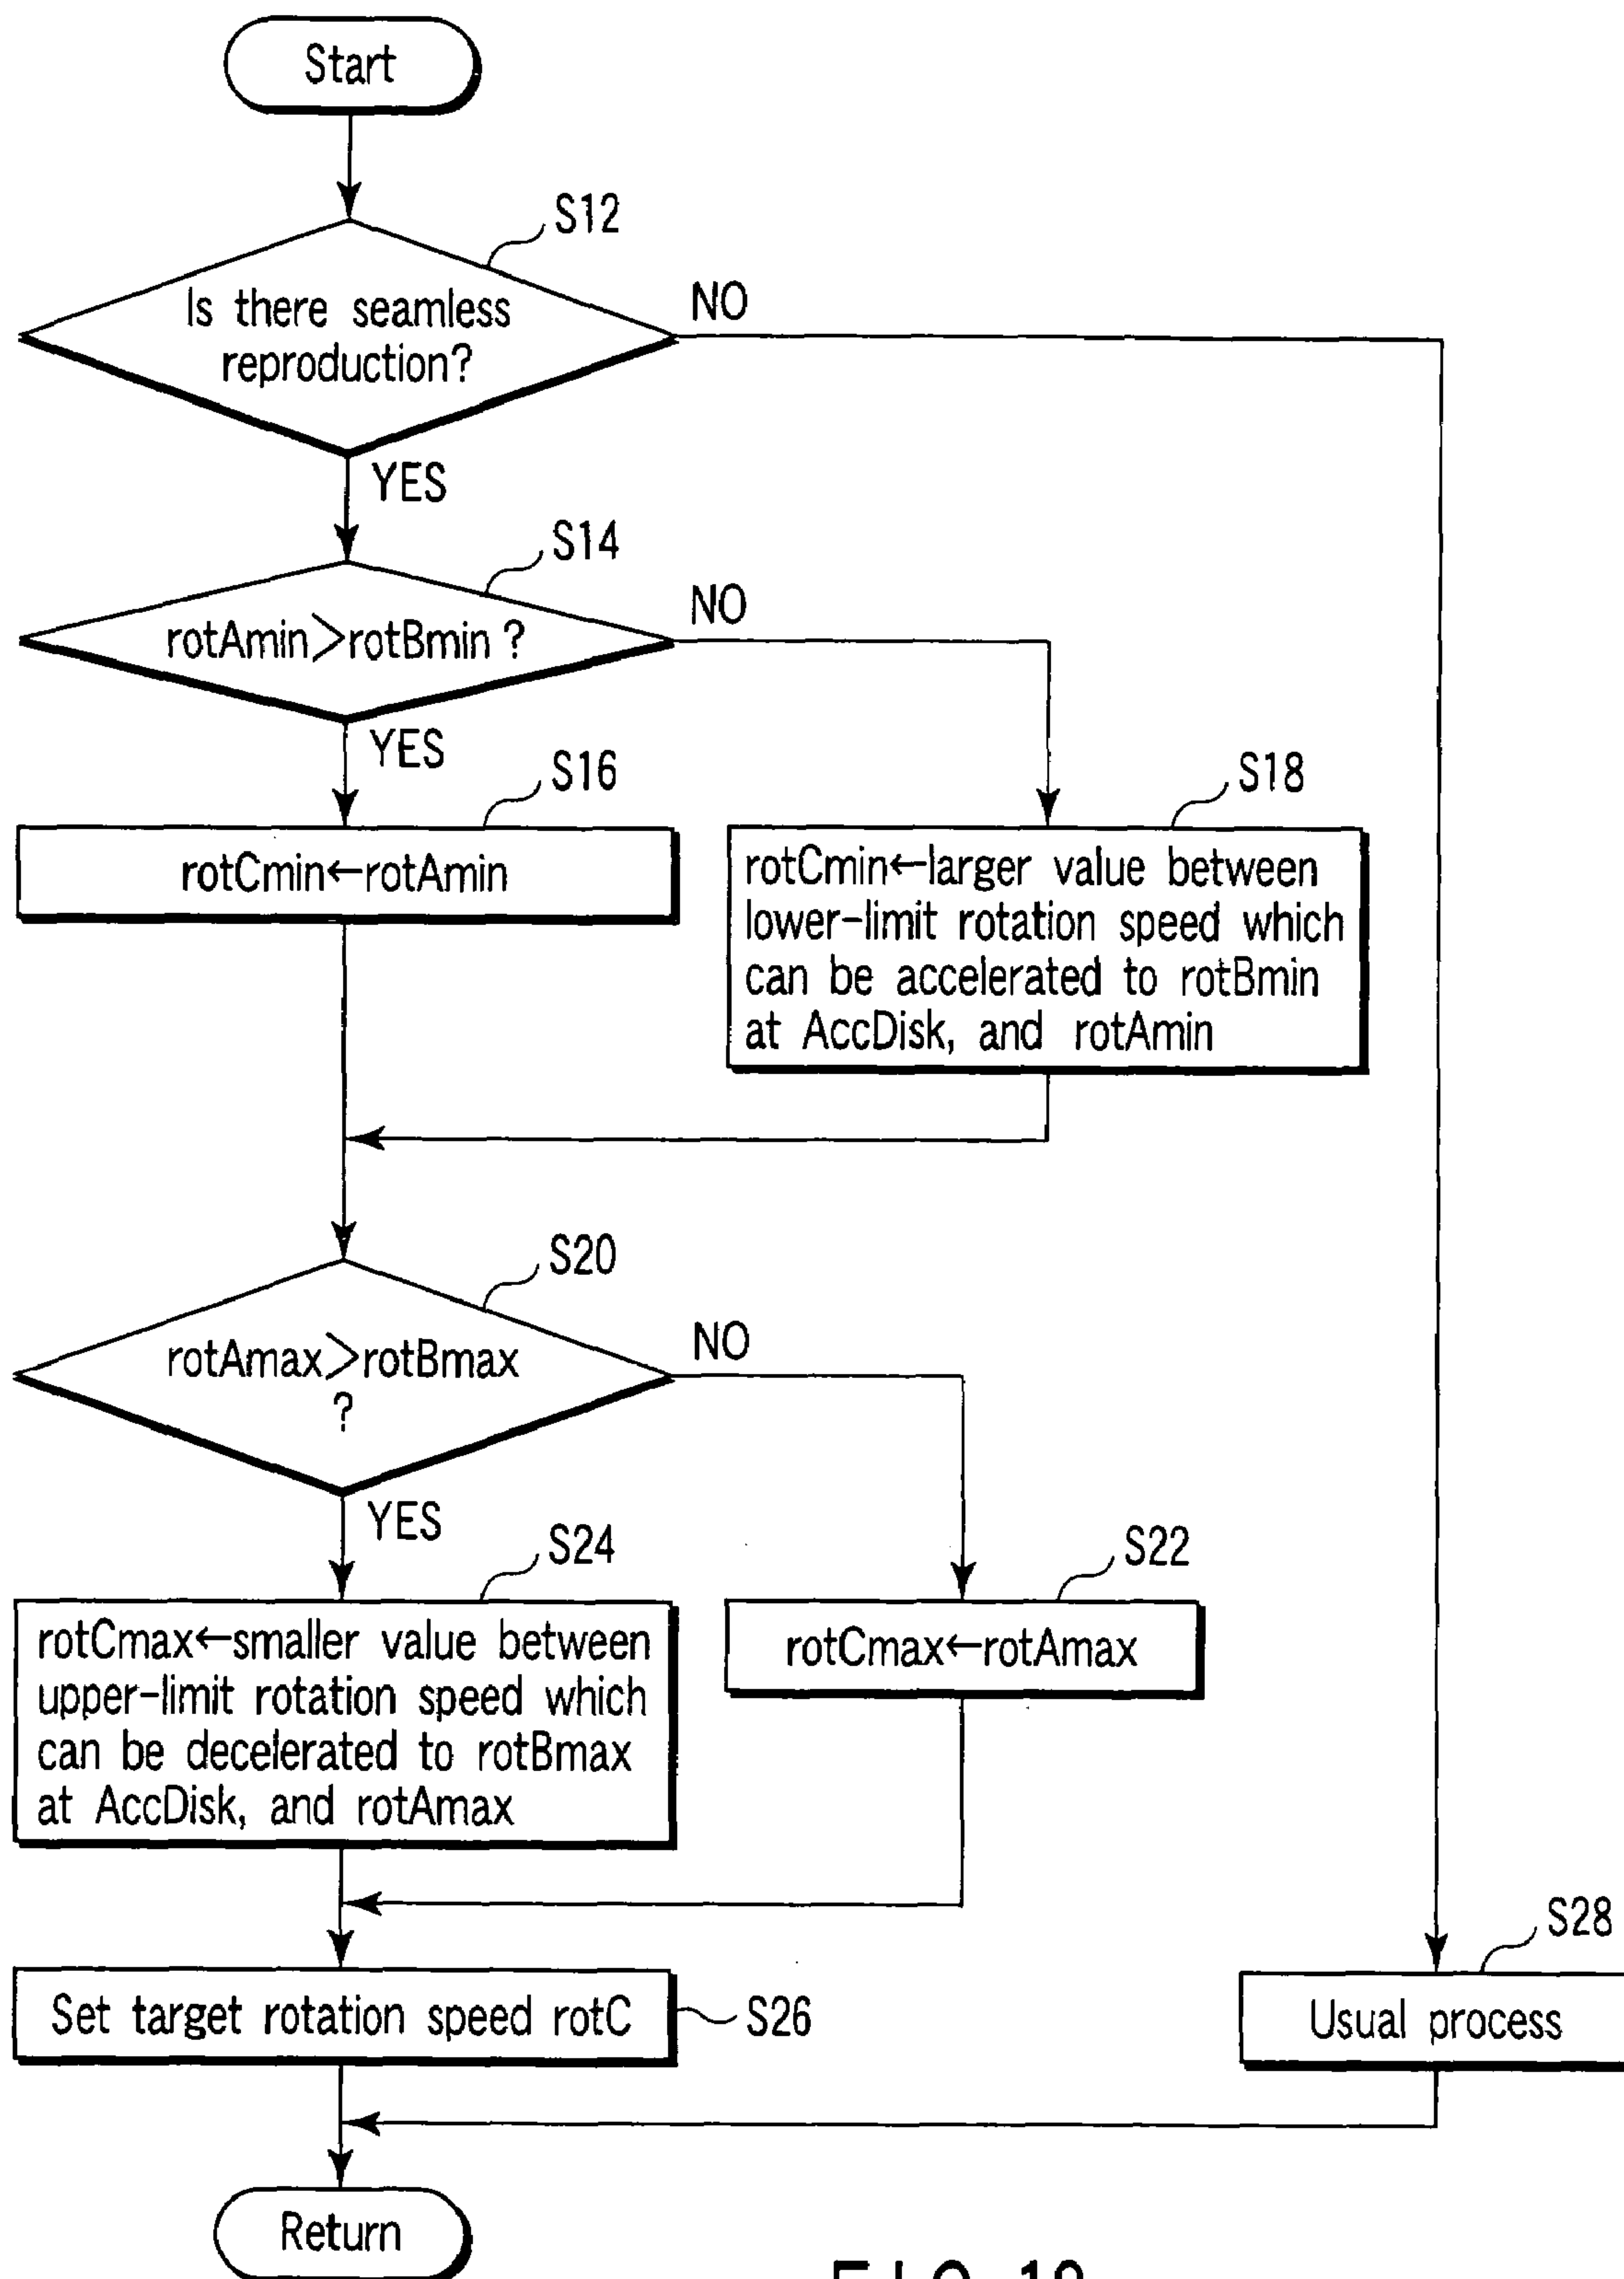 Start
S12
Is there seamless
reproduction?
NO
YES
S14
rotAmin>rotBmin ?
NO
YES
S16
rotCmin←rotAmin
S18
rotCmin←larger value between
lower-limit rotation speed which
can be accelerated to rotBmin
at AccDisk, and rotAmin
S20
rotAmax>rotBmax
?
NO
YES
S24
rotCmax←smaller value between
upper-limit rotation speed which
can be decelerated to rotBmax
at AccDisk, and rotAmax
S22
rotCmax←rotAmax
Set target rotation speed rotC
S26
S28
Usual process
Return